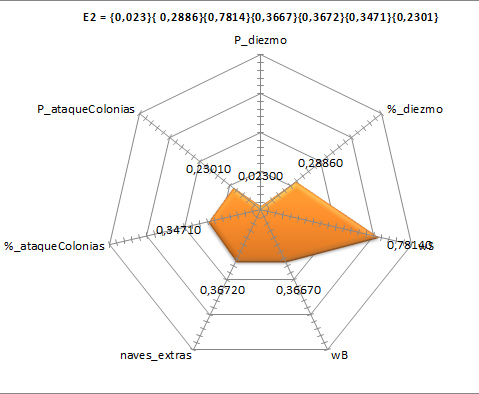 E2 = {0,023}{ 0,2886}{0,7814}{0,3667}{0,3672}{0,3471}{0,2301}
P_diezmo
P_ataqueColonias
%_diezmo
0,23010
0,02300
0,28860
0,34710
0,78140
wS
%_ataqueColonias
0,36720
0,36670
naves_extras
wB